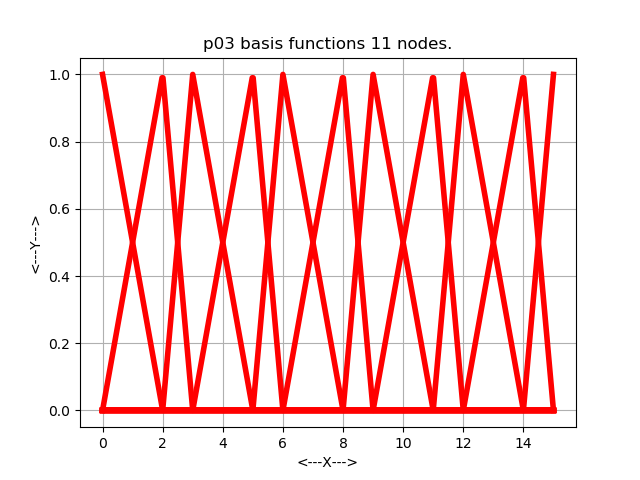 p03 basis functions 11 nodes.
1.0
0.8
0.6
0.4
0.2
0.0
<---Y--->
0 2 4 6 8 10 12 14
<---X--->